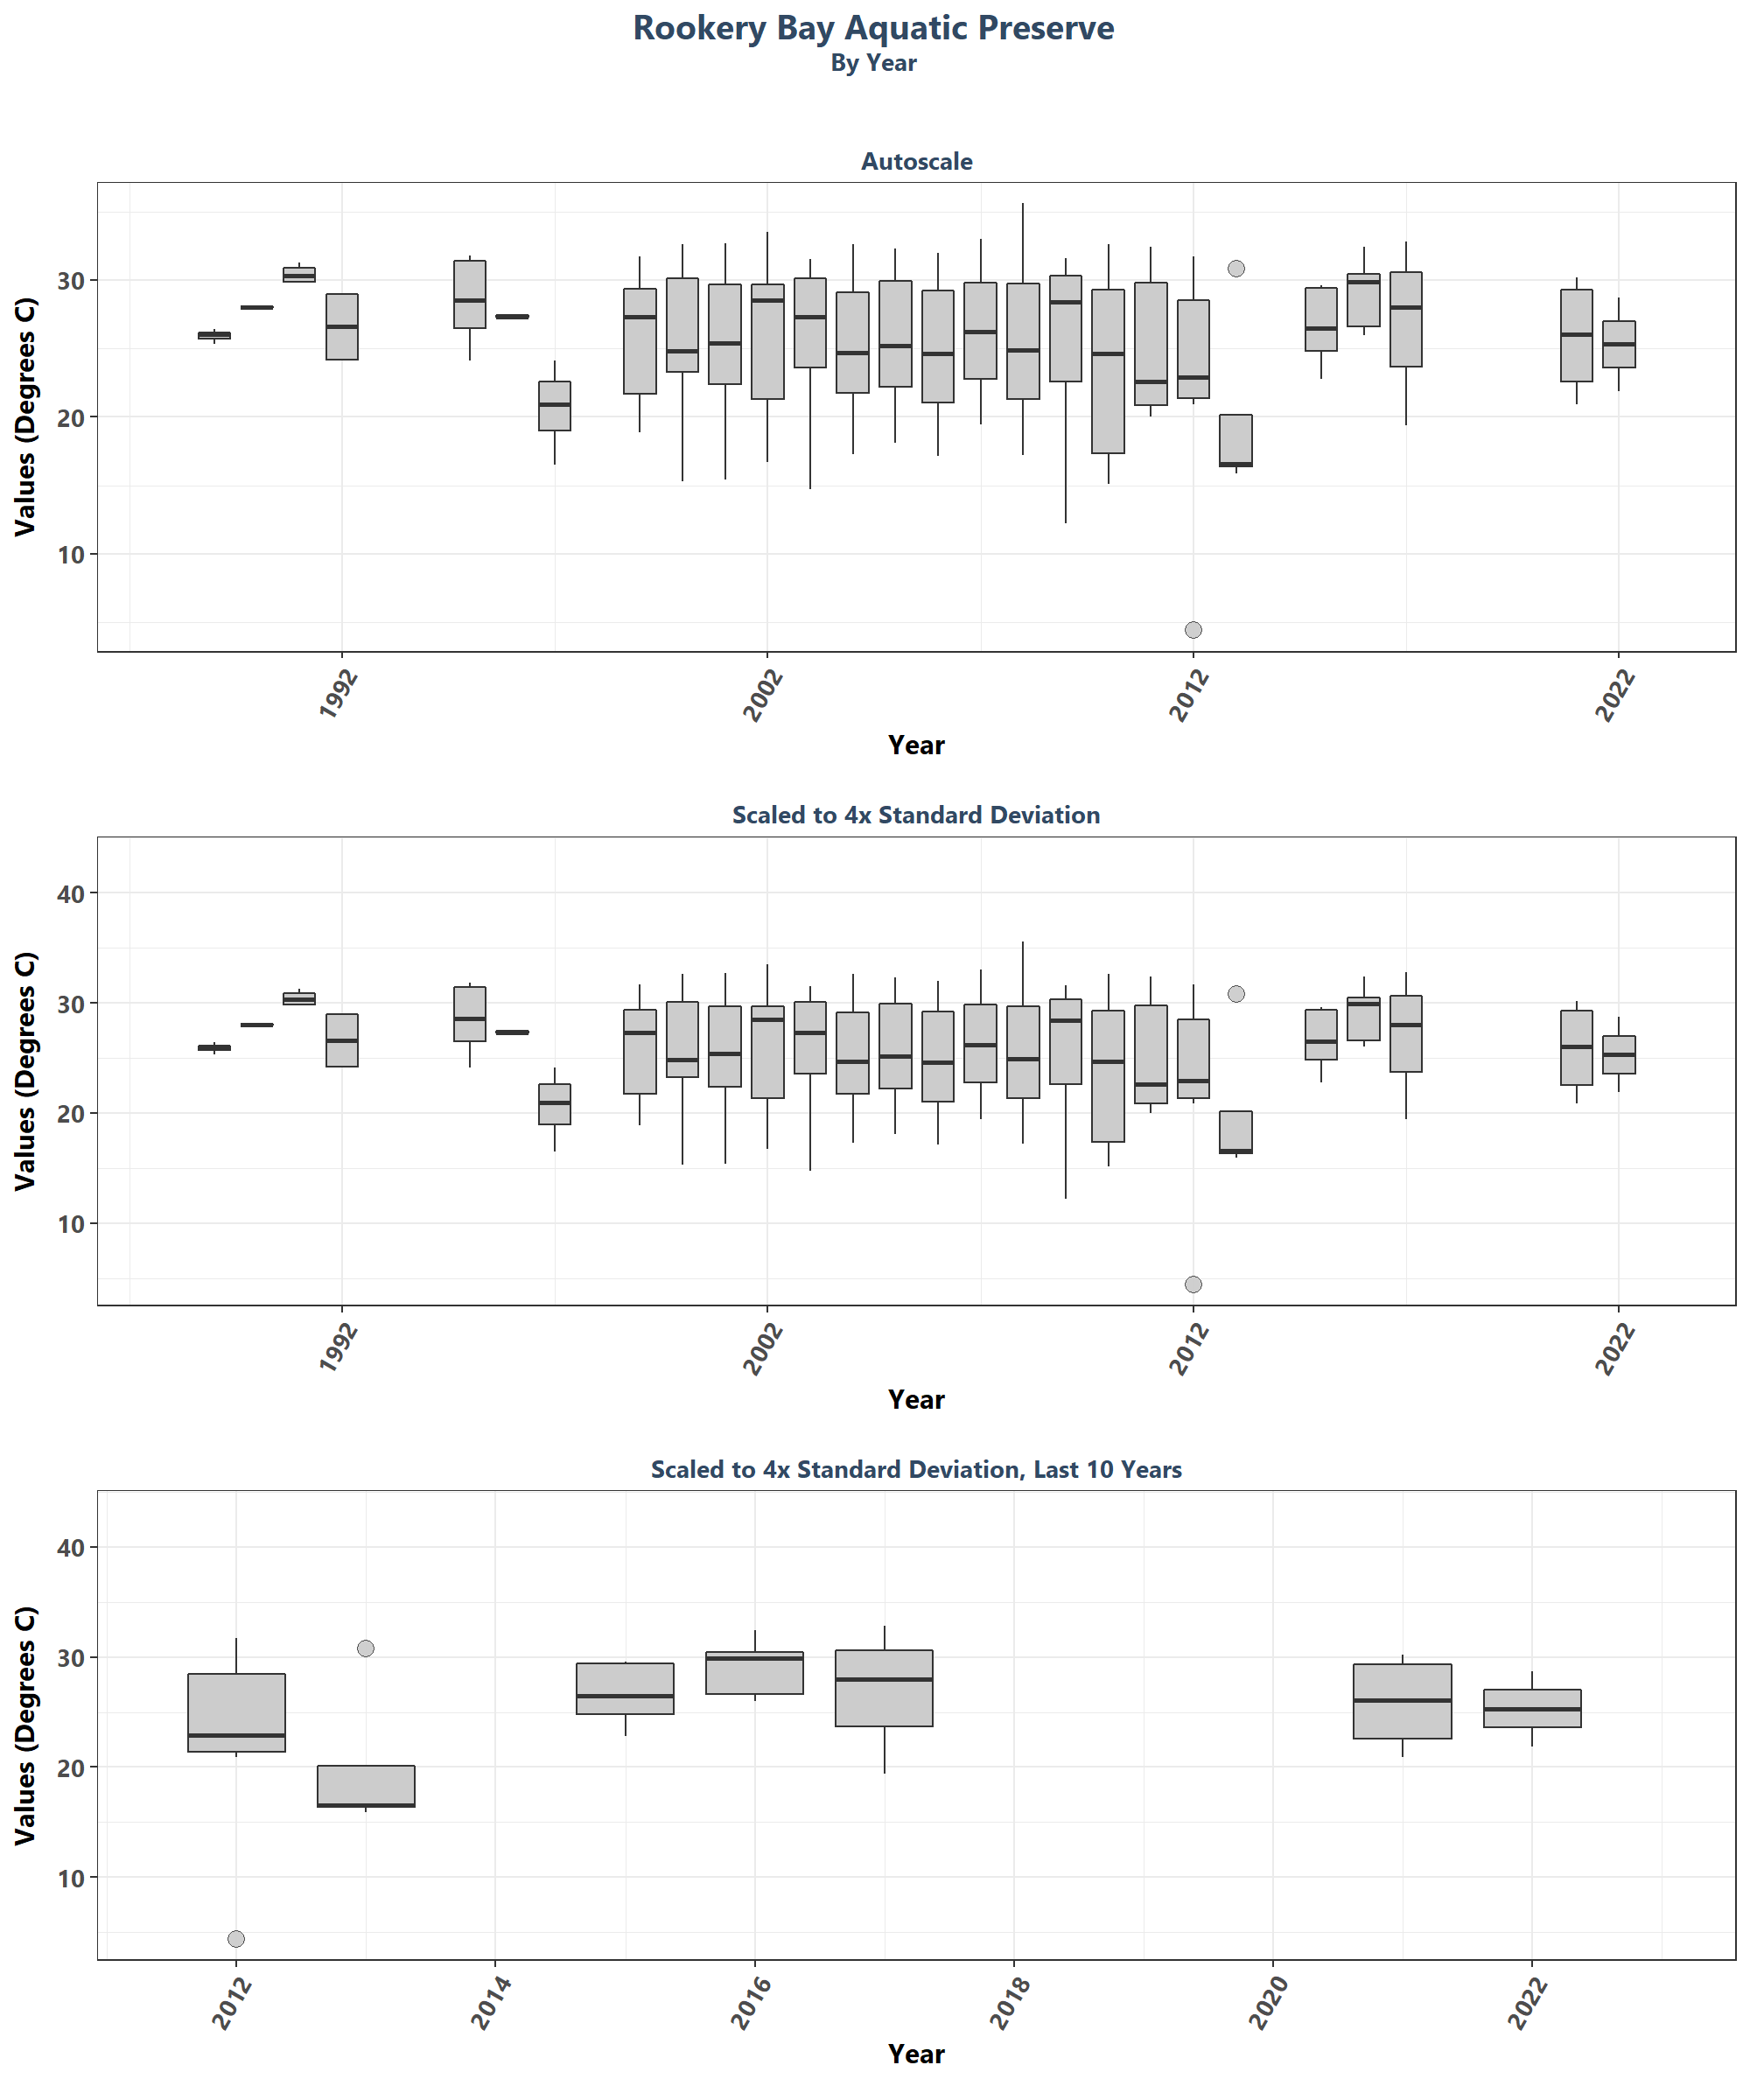 Rookery Bay Aquatic Preserve
By Year
Autoscale
Values (Degrees C)
30
20
10
1992 2002 2012 2022
Year
Scaled to 4x Standard Deviation
Values (Degrees C)
40
30
20
10
1992 2002 2012 2022
Year
Scaled to 4x Standard Deviation, Last 10 Years
Values (Degrees C)
40
30
20
10
2012 2014 2016 2018 2020 2022
Year